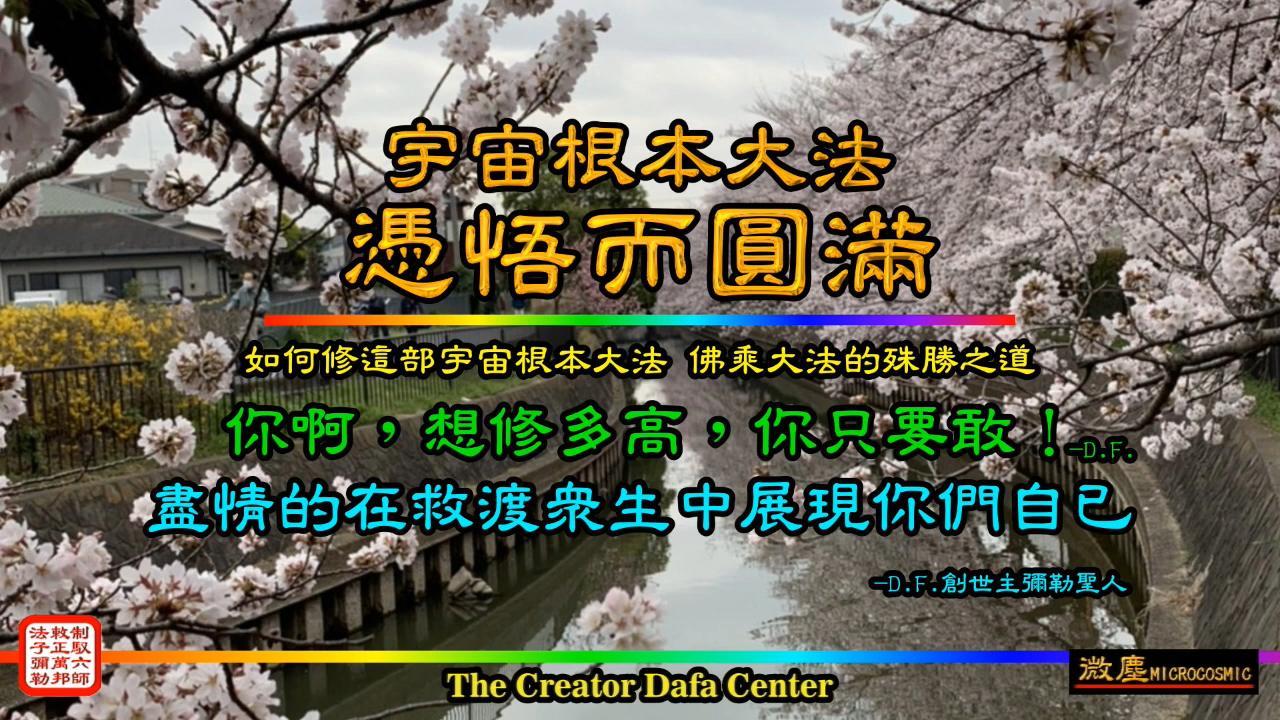 宇宙根本大法
憑悟而圓滿
如何修這部宇宙根本大法 佛乘大法的殊勝之道
你啊，想修多高，你只要敢！-D.F.
盡情的在救渡衆生中展現你們自已
-D.F.創世主彌勒聖人
制馭六師
敕正萬邦
法子彌勒
The Creator Dafa Center
微塵MICROCOSMIC